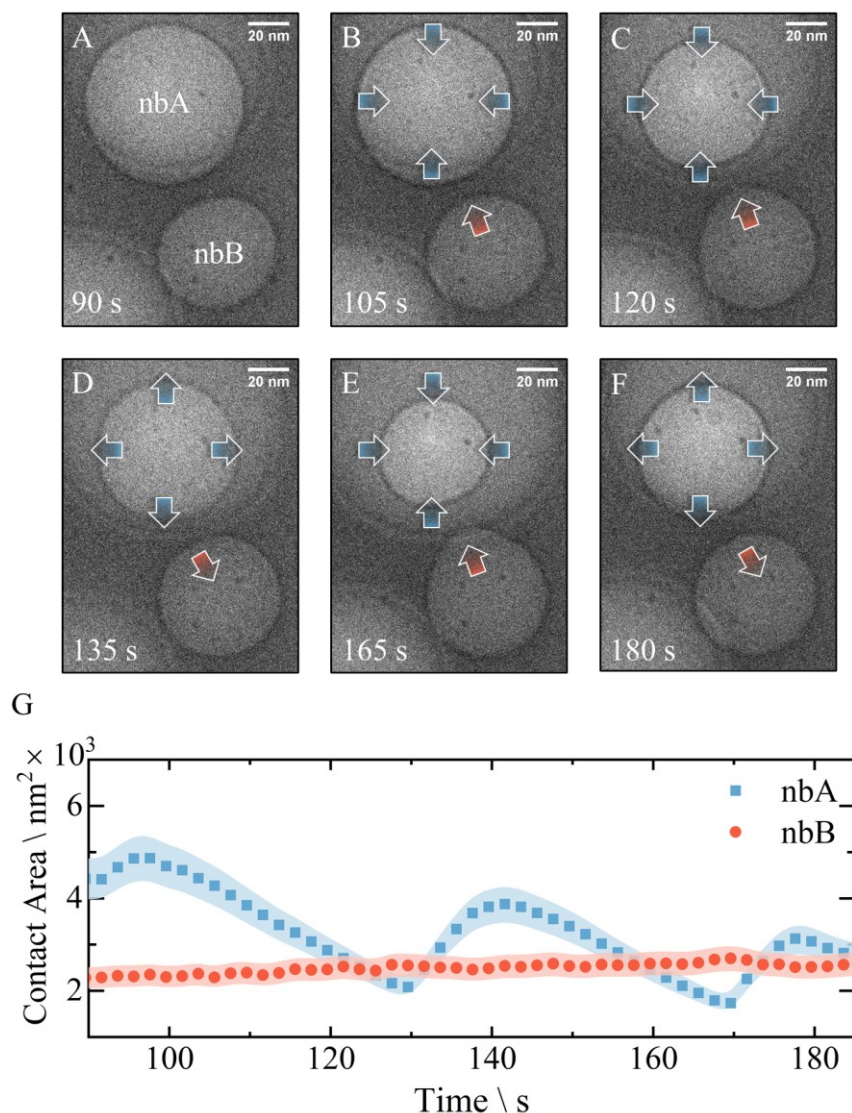 A
20 nm
nbA
nbB
90 s
B
20 nm
105 s
C
20 nm
120 s
D
20 nm
135 s
E
20 nm
165 s
F
20 nm
180 s
G
Contact Area \ nm² × 10³
6
4
2
nbA
nbB
100
120
140
160
180
Time \ s